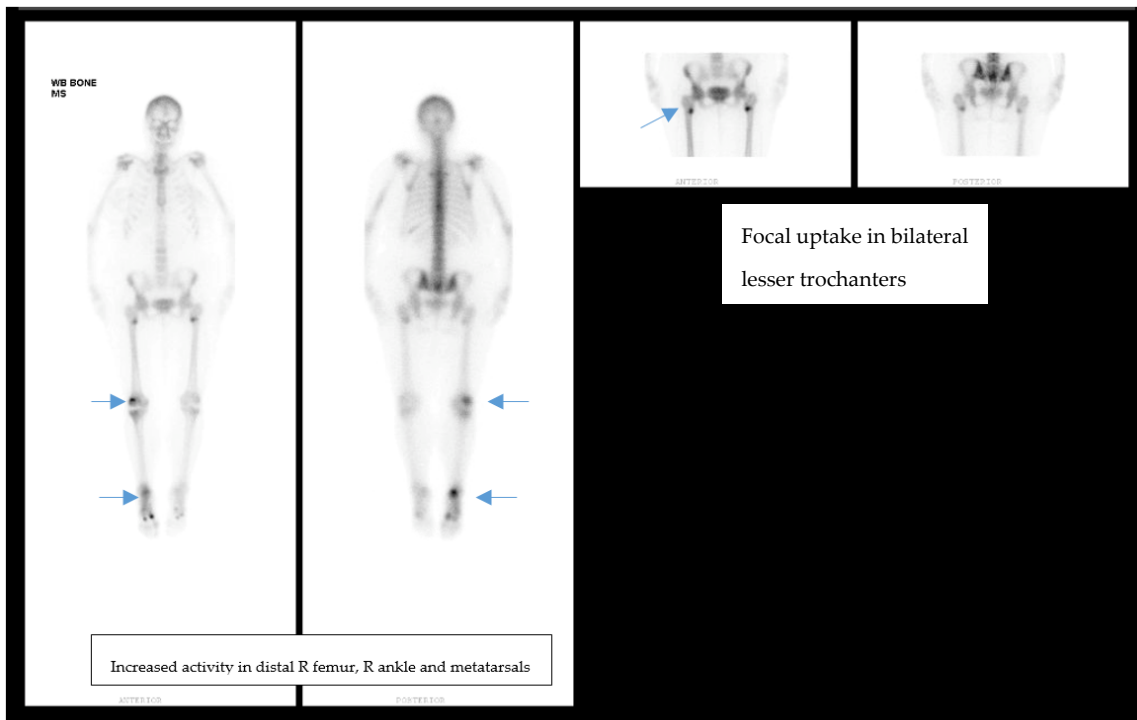 WB BONE
MS
ANTERIOR
POSTERIOR
Focal uptake in bilateral
lesser trochanters
Increased activity in distal R femur, R ankle and metatarsals
ANTERIOR
POSTERIOR